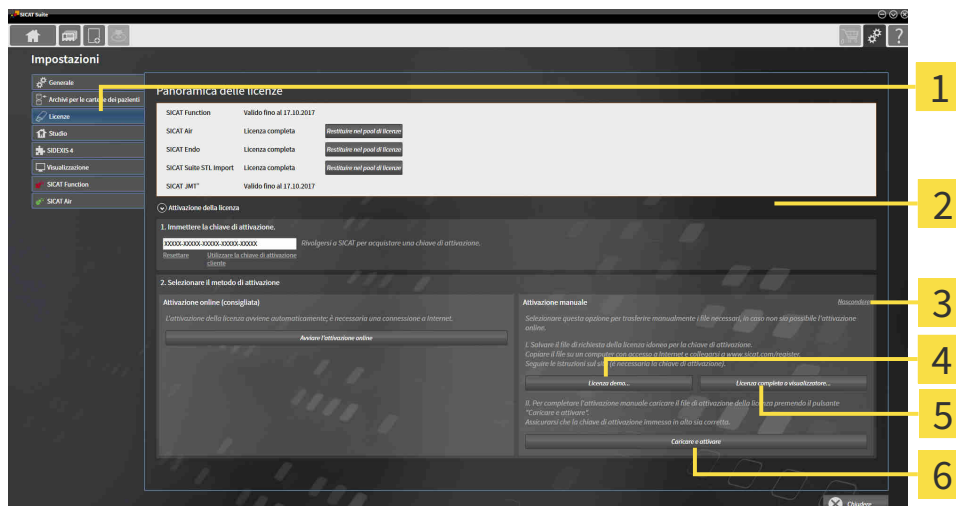 SICAT Suite
?
Impostazioni
Generale
Archivi per le cartelle dei pazienti
Licenze
Studio
SIDEXIS 4
Visualizzazione
SICAT Function
SICAT Air
Panoramica delle licenze
SICAT Function Valido fino al 17.10.2017
SICAT Air Licenza completa Restituire nel pool di licenze
SICAT Endo Licenza completa Restituire nel pool di licenze
SICAT Suite STL Import Licenza completa Restituire nel pool di licenze
SICAT JMT+ Valido fino al 17.10.2017
Attivazione della licenza
1. Immettere la chiave di attivazione.
XXXXX-XXXXX-XXXXX-XXXXX-XXXXX Rivolgersi a SICAT per acquistare una chiave di attivazione.
Resettare Utilizzare la chiave di attivazione
cliente
2. Selezionare il metodo di attivazione
Attivazione online (consigliata)
L'attivazione della licenza avviene automaticamente; è necessaria una connessione a Internet.
Avviare l'attivazione online
Attivazione manuale Nascondere
Selezionare questa opzione per trasferire manualmente i file necessari, in caso non sia possibile l'attivazione
online.
I. Salvare il file di richiesta della licenza idoneo per la chiave di attivazione.
Copiare il file su un computer con accesso a Internet e collegarsi a www.sicat.com/register.
Seguire le istruzioni sul sito (è necessaria la chiave di attivazione).
Licenza demo... Licenza completa o visualizzatore...
II. Per completare l'attivazione manuale caricare il file di attivazione della licenza premendo il pulsante
"Caricare e attivare".
Assicurarsi che la chiave di attivazione immessa in alto sia corretta.
Caricare e attivare
Chiudere
1
2
3
4
5
6